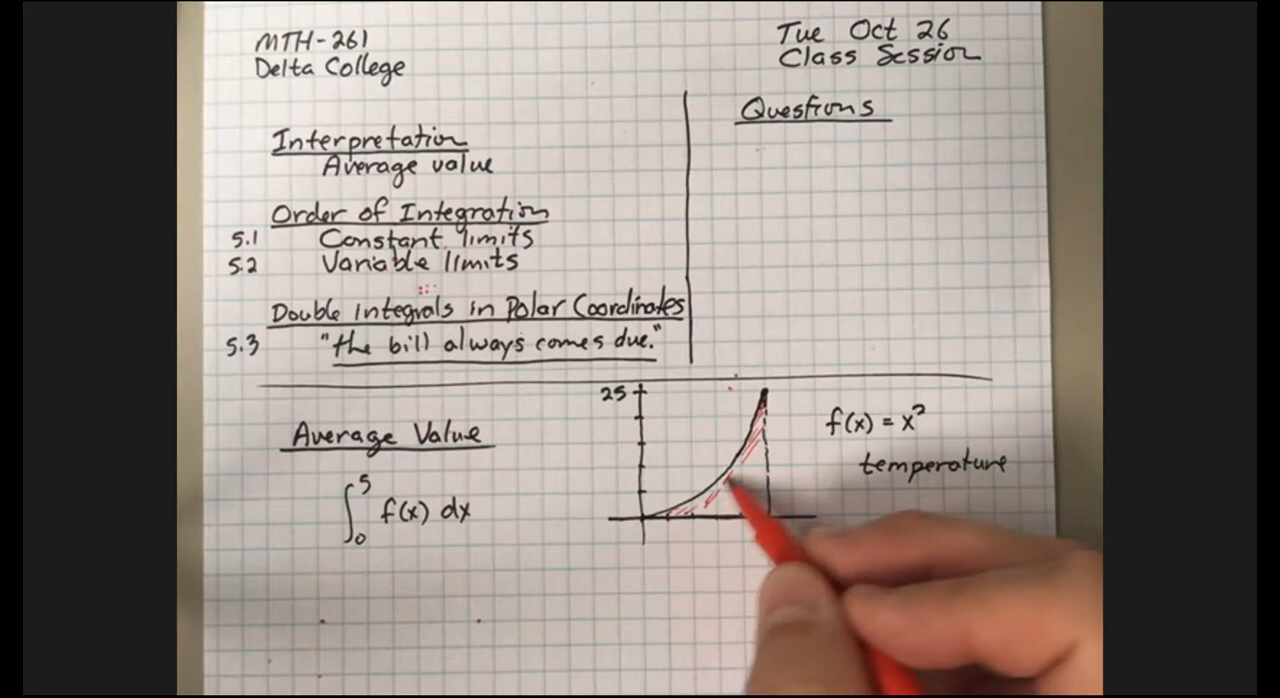 MTH-261
Delta College
Tue Oct 26
Class Session
Interpretation
Average value
Order of Integration
5.1 Constant limits
5.2 Variable limits
Double Integrals in Polar Coordinates
5.3 "the bill always comes due."
Questions
Average Value
∫₀⁵ f(x) dx
25
f(x) = x²
temperature